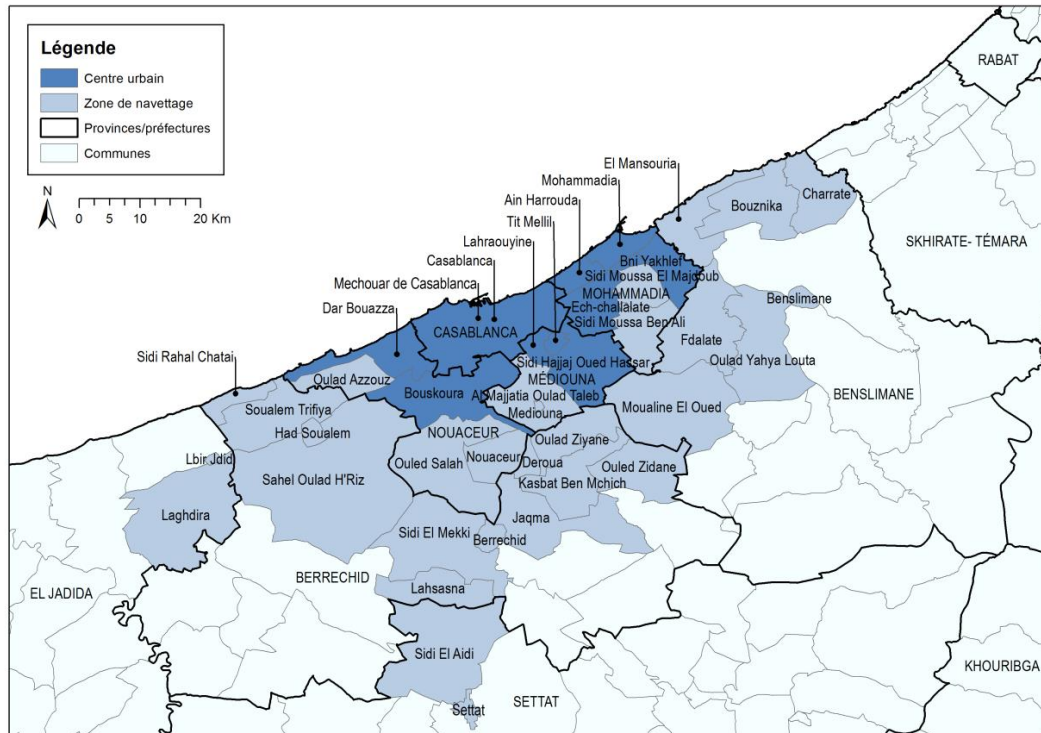 Légende
Centre urbain
Zone de navettage
Provinces/préfectures
Communes
N
0 5 10 20 Km
RABAT
El Mansouria
Mohammadia
Ain Harrouda
Tit Mellil
Lahraouyine
Casablanca
Mechouar de Casablanca
Dar Bouazza
Sidi Rahal Chatai
Charrate
Bouznika
SKHIRATE- TÉMARA
Bni Yakhlef
Sidi Moussa El Majdoub
MOHAMMADIA
Ech-challalate
Sidi Moussa Ben Ali
Benslimane
CASABLANCA
Fdalate
Oulad Yahya Louta
Sidi Hajjaj Oued Hassar
MÉDIOUNA
Oulad Azzouz
Bouskoura
Al Majjatia Oulad Taleb
Mediouna
BENSLIMANE
Moualine El Oued
Soualem Trifiya
Had Soualem
NOUACEUR
Oulad Ziyane
Lbir Jdid
Ouled Salah
Nouaceur
Deroua
Ouled Zidane
Sahel Oulad H'Riz
Kasbat Ben Mchich
Laghdira
Jaqma
Sidi El Mekki
Berrechid
BERRECHID
Lahsasna
EL JADIDA
Sidi El Aidi
KHOURIBGA
Settat
SETTAT